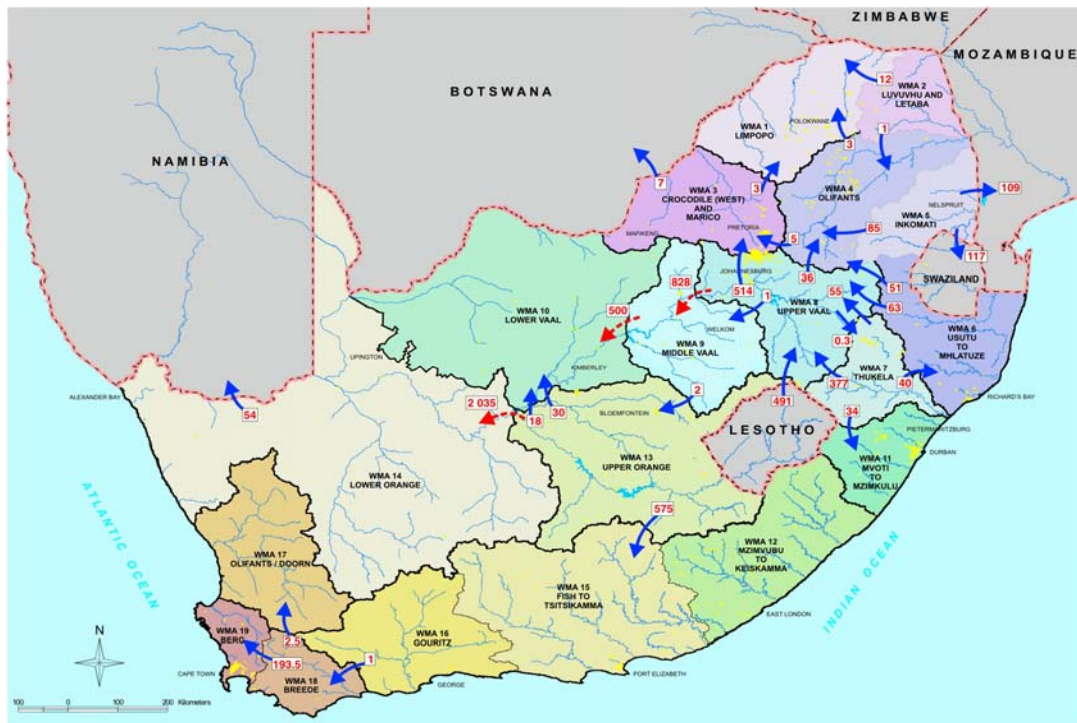 ZIMBABWE
MOZAMBIQUE
BOTSWANA
NAMIBIA
12
WMA 2
LUVUVHU AND
LETABA
POLOKWANE
WMA 1
LIMPOPO
1
3
7
3
WMA 3
CROCODILE (WEST)
AND
MARICO
WMA 4
OLIFANTS
109
NELSPRUIT
WMA 5
INKOMATI
85
MAFIKENG
PRETORIA
5
117
JOHANNESBURG
36
SWAZILAND
828
514
55
51
63
1
500
WMA 10
LOWER VAAL
WMA 8
UPPER VAAL
WELKOM
WMA 9
MIDDLE VAAL
0.3
WMA 6
USUTU
TO
MHLATUZE
UPINGTON
KIMBERLEY
WMA 7
THUKELA
377
40
ALEXANDER BAY
54
2 035
18
30
2
BLOEMFONTEIN
491
RICHARD'S BAY
34
LESOTHO
PIETERMARITZBURG
DURBAN
WMA 13
UPPER ORANGE
WMA 11
MVOTI
TO
MZIMKULU
WMA 14
LOWER ORANGE
575
ATLANTIC OCEAN
WMA 12
MZIMVUBU
TO
KEISKAMMA
INDIAN OCEAN
WMA 17
OLIFANTS / DOORN
WMA 15
FISH TO
TSITSIKAMMA
EAST LONDON
N
WMA 19
BERG
2.5
WMA 16
GOURITZ
193.5
1
CAPE TOWN
WMA 18
BREEDE
GEORGE
PORT ELIZABETH
100 0 100 200 Kilometers